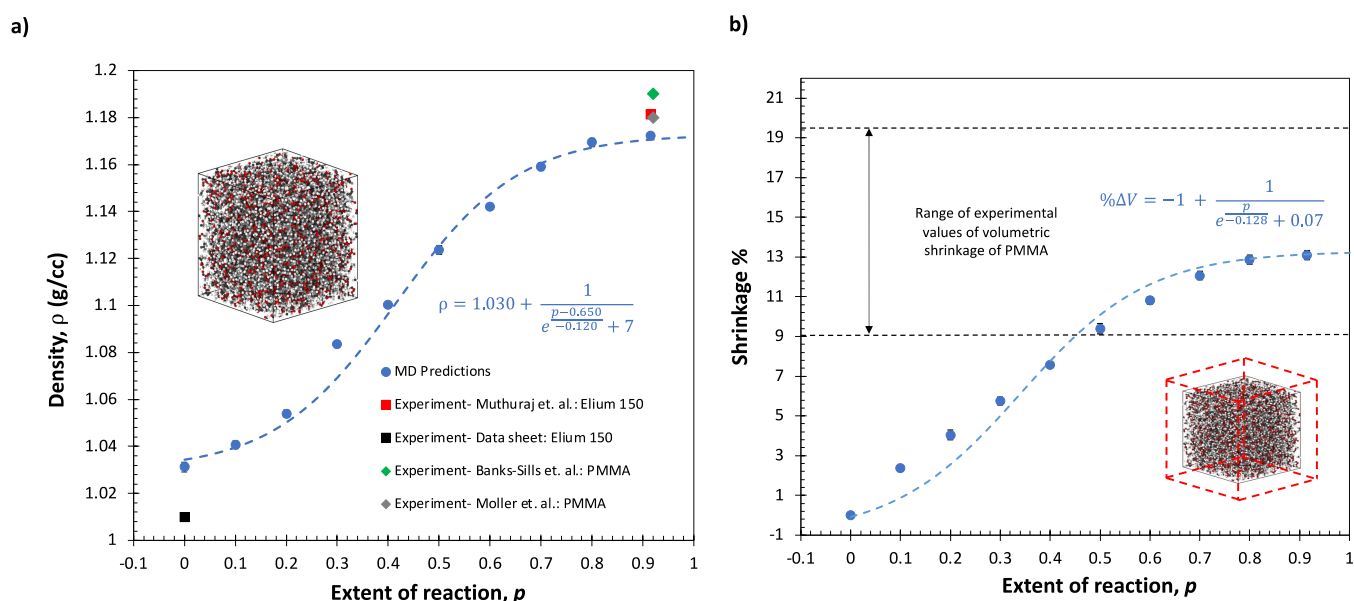 a)
1.2
1.18
1.16
1.14
1.12
1.1
1.08
1.06
1.04
1.02
1
Density, ρ (g/cc)
ρ = 1.030 + 1 / (e^((p−0.650)/(−0.120)) + 7)
MD Predictions
Experiment- Muthuraj et. al.: Elium 150
Experiment- Data sheet: Elium 150
Experiment- Banks-Sills et. al.: PMMA
Experiment- Moller et. al.: PMMA
-0.1 0 0.1 0.2 0.3 0.4 0.5 0.6 0.7 0.8 0.9 1
Extent of reaction, p
b)
21
19
17
15
13
11
9
7
5
3
1
-1
Shrinkage %
Range of experimental
values of volumetric
shrinkage of PMMA
%ΔV = −1 + 1 / (e^(p/(−0.128)) + 0.07)
-0.1 0 0.1 0.2 0.3 0.4 0.5 0.6 0.7 0.8 0.9 1
Extent of reaction, p